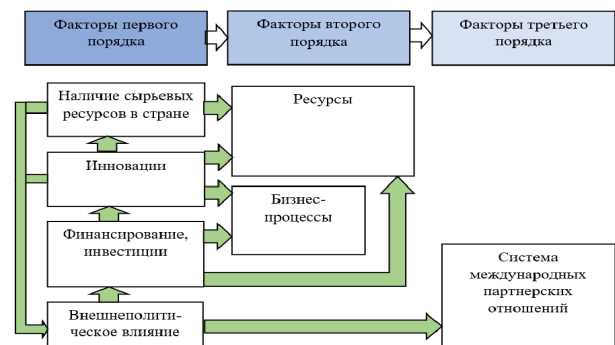 Факторы первого
порядка
Факторы второго
порядка
Факторы третьего
порядка
Наличие сырьевых
ресурсов в стране
Ресурсы
Инновации
Бизнес-
процессы
Финансирование,
инвестиции
Система
международных
партнерских
отношений
Внешнеполити-
ческое влияние